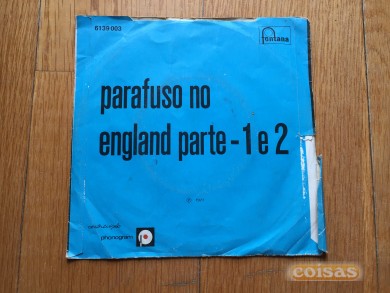 6139 003
fontana
parafuso no
england parte - 1 e 2
phonogram
coisas